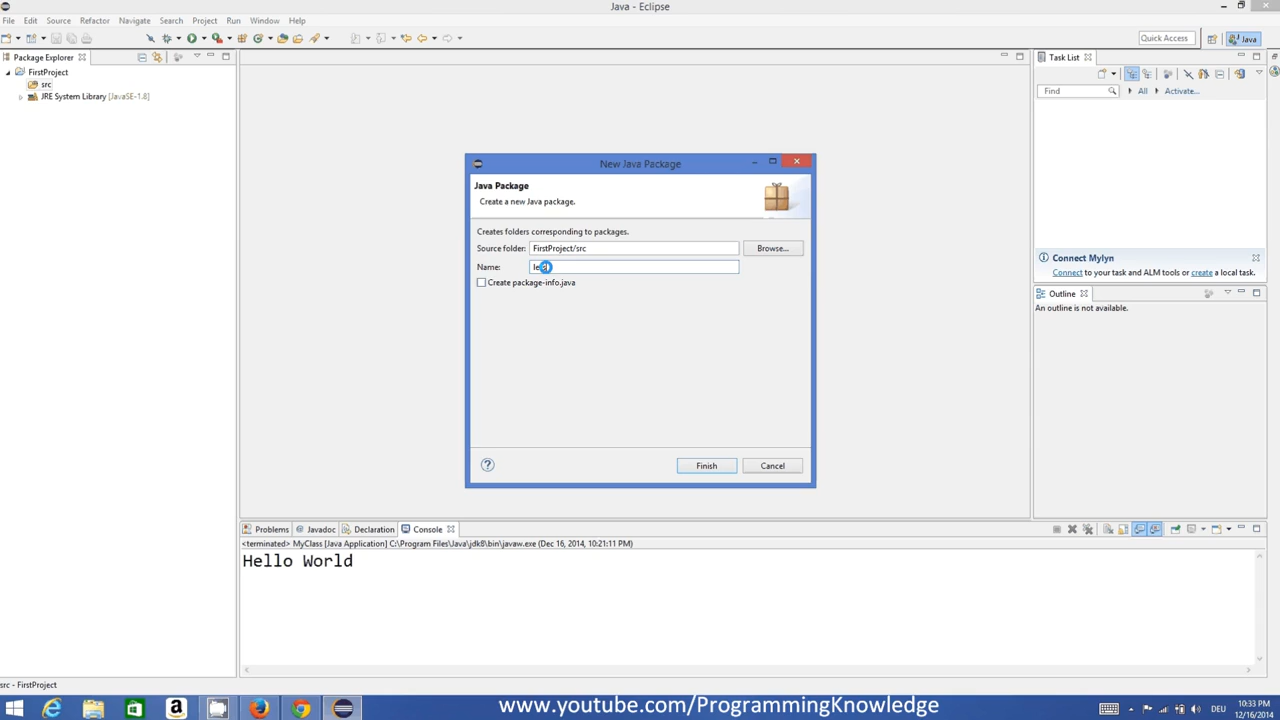 Java - Eclipse
File Edit Source Refactor Navigate Search Project Run Window Help
Quick Access Java
Package Explorer
FirstProject
src
JRE System Library [JavaSE-1.8]
Task List
Find All Activate...
New Java Package
Java Package
Create a new Java package.
Creates folders corresponding to packages.
Source folder: FirstProject/src Browse...
Name:
Create package-info.java
Finish Cancel
Connect Mylyn
Connect to your task and ALM tools or create a local task.
Outline
An outline is not available.
Problems Javadoc Declaration Console
<terminated> MyClass [Java Application] C:\Program Files\Java\jdk8\bin\javaw.exe (Dec 16, 2014, 10:21:11 PM)
Hello World
src - FirstProject
www.youtube.com/ProgrammingKnowledge
DEU
10:33 PM
12/16/2014